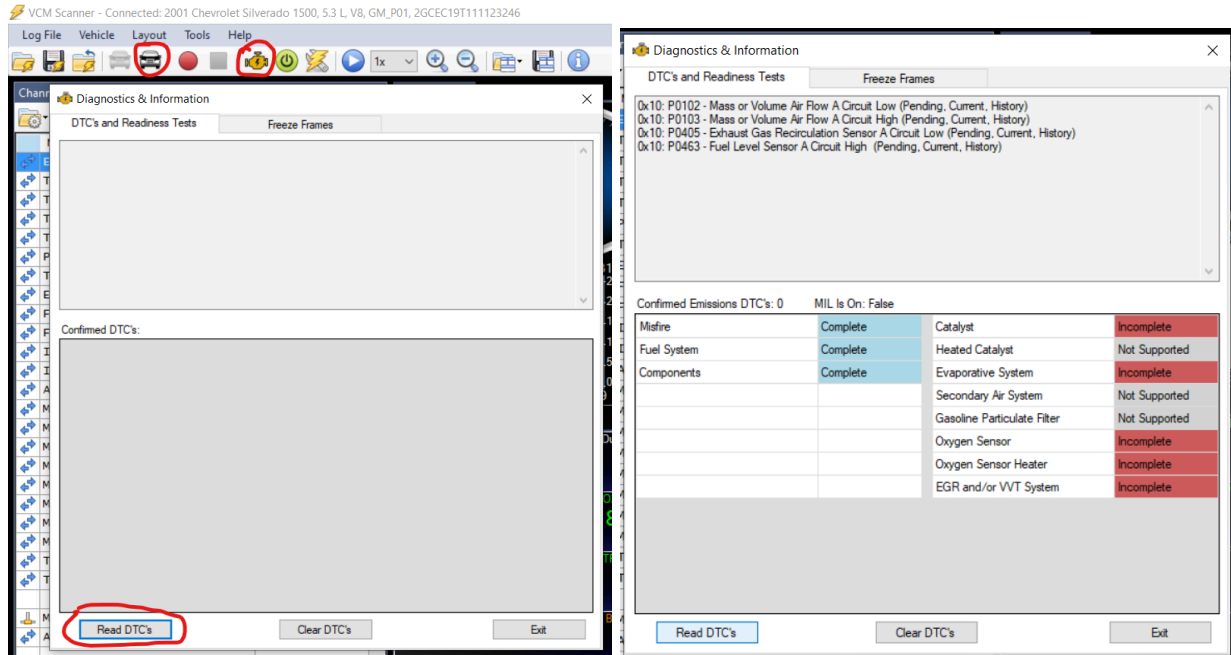 VCM Scanner - Connected: 2001 Chevrolet Silverado 1500, 5.3 L, V8, GM_P01, 2GCEC19T111123246
Log File Vehicle Layout Tools Help
1x
Chann
Diagnostics & Information
DTC's and Readiness Tests Freeze Frames
Confirmed DTC's:
Read DTC's Clear DTC's Exit
Diagnostics & Information
DTC's and Readiness Tests Freeze Frames
0x10: P0102 - Mass or Volume Air Flow A Circuit Low (Pending, Current, History)
0x10: P0103 - Mass or Volume Air Flow A Circuit High (Pending, Current, History)
0x10: P0405 - Exhaust Gas Recirculation Sensor A Circuit Low (Pending, Current, History)
0x10: P0463 - Fuel Level Sensor A Circuit High (Pending, Current, History)
Confirmed Emissions DTC's: 0 MIL Is On: False
Misfire Complete Catalyst Incomplete
Fuel System Complete Heated Catalyst Not Supported
Components Complete Evaporative System Incomplete
Secondary Air System Not Supported
Gasoline Particulate Filter Not Supported
Oxygen Sensor Incomplete
Oxygen Sensor Heater Incomplete
EGR and/or VVT System Incomplete
Read DTC's Clear DTC's Exit